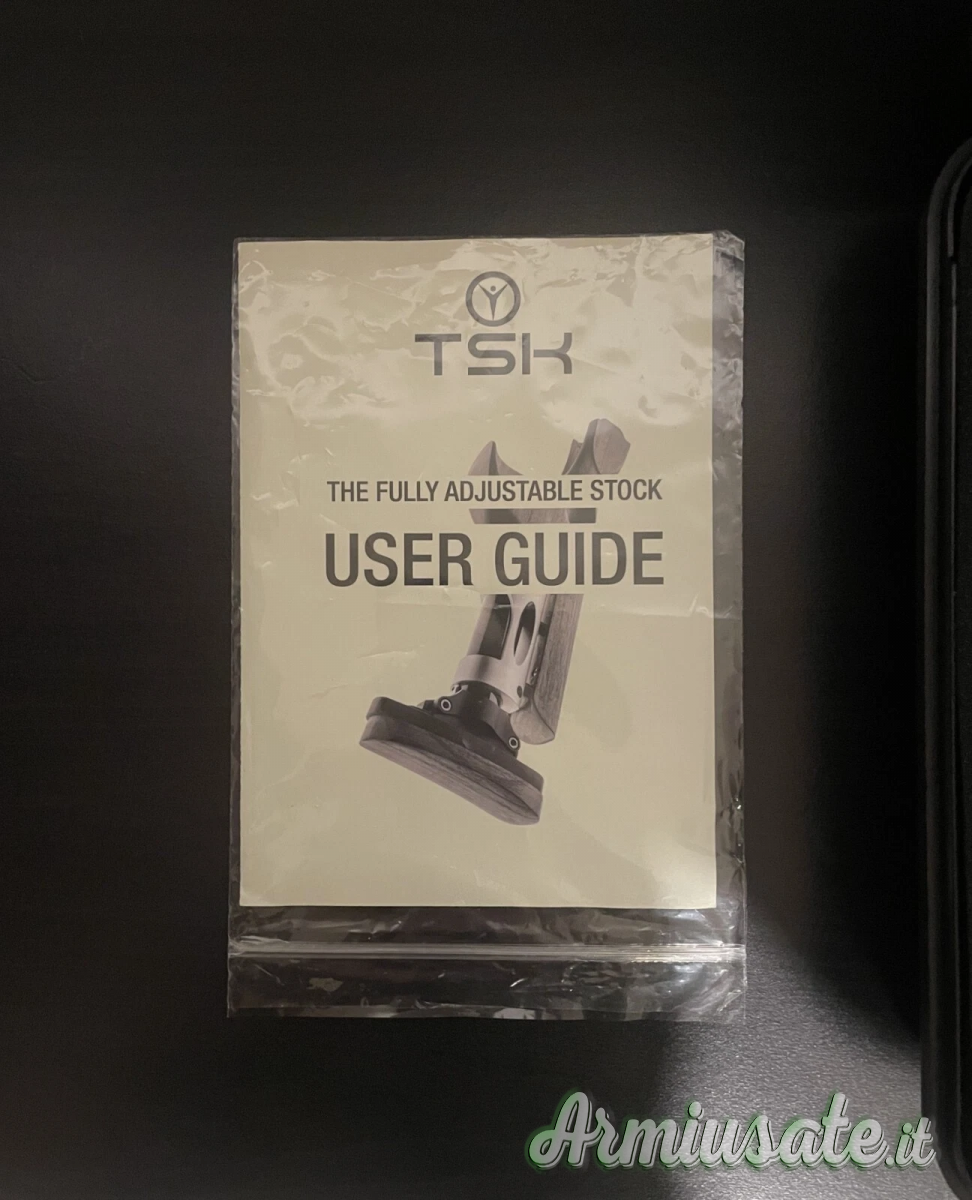 TSK
THE FULLY ADJUSTABLE STOCK
USER GUIDE
Armiusate.it